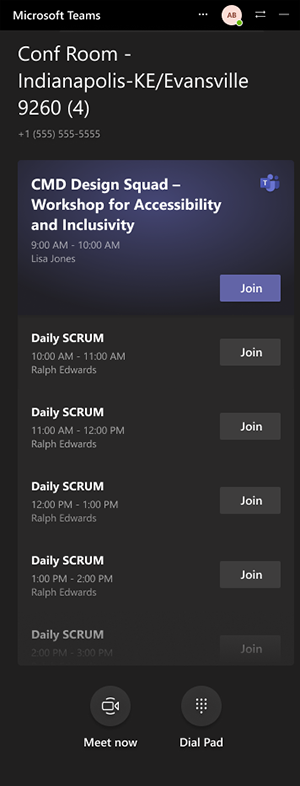 Microsoft Teams
... AB
Conf Room -
Indianapolis-KE/Evansville
9260 (4)
+1 (555) 555-5555
CMD Design Squad –
Workshop for Accessibility
and Inclusivity
9:00 AM - 10:00 AM
Lisa Jones
Join
Daily SCRUM
10:00 AM - 11:00 AM
Ralph Edwards
Join
Daily SCRUM
11:00 AM - 12:00 PM
Ralph Edwards
Join
Daily SCRUM
12:00 PM - 1:00 PM
Ralph Edwards
Join
Daily SCRUM
1:00 PM - 2:00 PM
Ralph Edwards
Join
Daily SCRUM
2:00 PM - 3:00 PM
Join
Meet now
Dial Pad